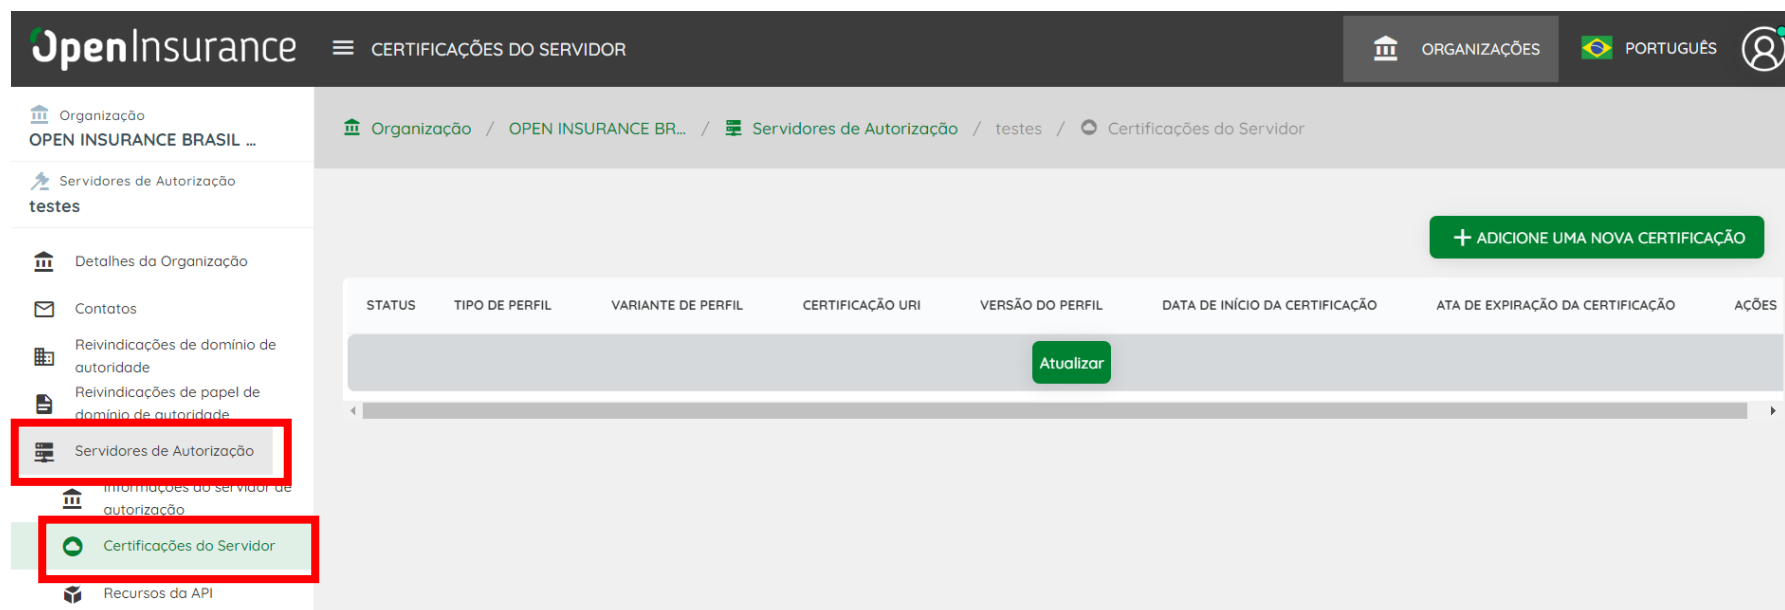 OpenInsurance
CERTIFICAÇÕES DO SERVIDOR
ORGANIZAÇÕES
PORTUGUÊS
Organização
OPEN INSURANCE BRASIL ...
Servidores de Autorização
testes
Detalhes da Organização
Contatos
Reivindicações de domínio de
autoridade
Reivindicações de papel de
domínio de autoridade
Servidores de Autorização
Informações do servidor de
autorização
Certificações do Servidor
Recursos da API
Organização / OPEN INSURANCE BR... / Servidores de Autorização / testes / Certificações do Servidor
+ ADICIONE UMA NOVA CERTIFICAÇÃO
STATUS TIPO DE PERFIL VARIANTE DE PERFIL CERTIFICAÇÃO URI VERSÃO DO PERFIL DATA DE INÍCIO DA CERTIFICAÇÃO ATA DE EXPIRAÇÃO DA CERTIFICAÇÃO AÇÕES
Atualizar